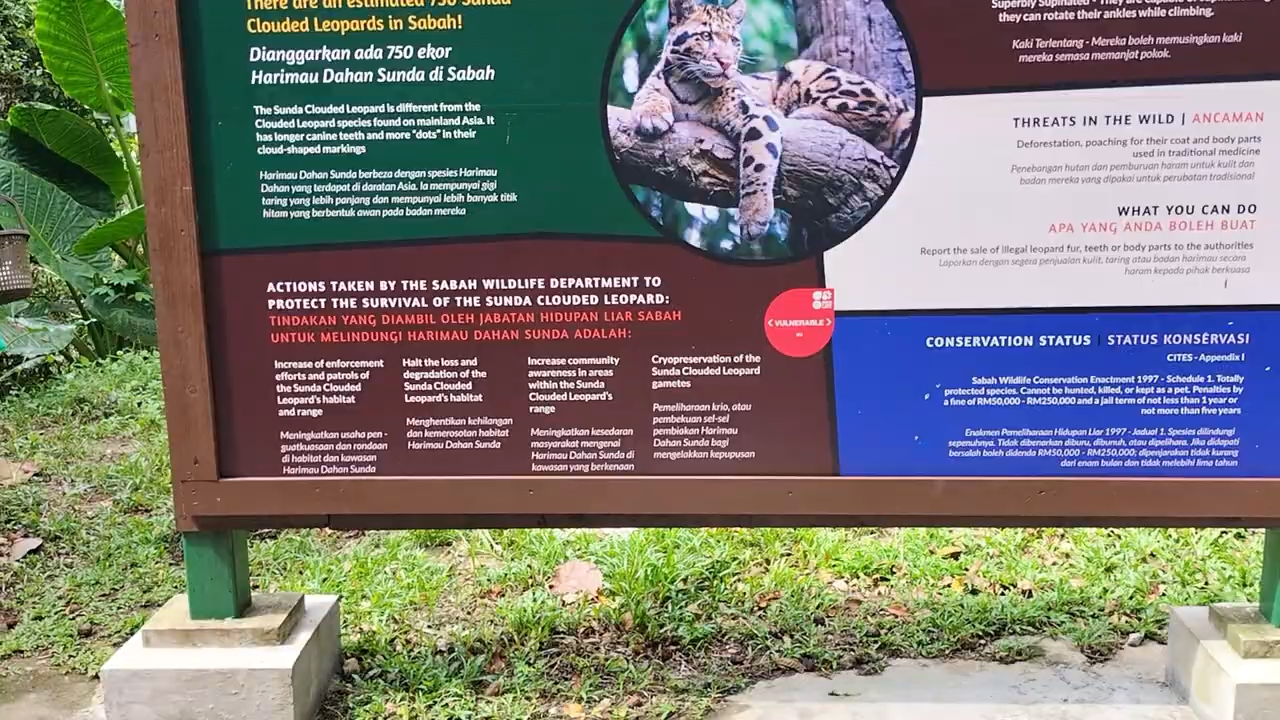 There are an estimated 750 Sunda
Clouded Leopards in Sabah!
Dianggarkan ada 750 ekor
Harimau Dahan Sunda di Sabah
The Sunda Clouded Leopard is different from the
Clouded Leopard species found on mainland Asia. It
has longer canine teeth and more "dots" in their
cloud-shaped markings
Harimau Dahan Sunda berbeza dengan spesies Harimau
Dahan yang terdapat di daratan Asia. Ia mempunyai gigi
taring yang lebih panjang dan mempunyai lebih banyak titik
hitam yang berbentuk awan pada badan mereka
Superbly Supinated - They are capable of
they can rotate their ankles while climbing.
Kaki Terlentang - Mereka boleh memusingkan kaki
mereka semasa memanjat pokok.
THREATS IN THE WILD | ANCAMAN
Deforestation, poaching for their coat and body parts
used in traditional medicine
Penebangan hutan dan pemburuan haram untuk kulit dan
badan mereka yang dipakai untuk perubatan tradisional
WHAT YOU CAN DO
APA YANG ANDA BOLEH BUAT
Report the sale of illegal leopard fur, teeth or body parts to the authorities
Laporkan dengan segera penjualan kulit, taring atau badan harimau secara
haram kepada pihak berkuasa
ACTIONS TAKEN BY THE SABAH WILDLIFE DEPARTMENT TO
PROTECT THE SURVIVAL OF THE SUNDA CLOUDED LEOPARD:
TINDAKAN YANG DIAMBIL OLEH JABATAN HIDUPAN LIAR SABAH
UNTUK MELINDUNGI HARIMAU DAHAN SUNDA ADALAH:
Increase of enforcement
efforts and patrols of
the Sunda Clouded
Leopard's habitat
and range
Meningkatkan usaha pen -
guatkuasaan dan rondaan
di habitat dan kawasan
Harimau Dahan Sunda
Halt the loss and
degradation of the
Sunda Clouded
Leopard's habitat
Menghentikan kehilangan
dan kemerosotan habitat
Harimau Dahan Sunda
Increase community
awareness in areas
within the Sunda
Clouded Leopard's
range
Meningkatkan kesedaran
masyarakat mengenai
Harimau Dahan Sunda di
kawasan yang berkenaan
Cryopreservation of the
Sunda Clouded Leopard
gametes
Pemeliharaan krio, atau
pembekuan sel-sel
pembiakan Harimau
Dahan Sunda bagi
mengelakkan kepupusan
< VULNERABLE >
VU
CONSERVATION STATUS | STATUS KONSERVASI
CITES - Appendix I
Sabah Wildlife Conservation Enactment 1997 - Schedule 1. Totally
protected species. Cannot be hunted, killed, or kept as a pet. Penalties by
a fine of RM50,000 - RM250,000 and a jail term of not less than 1 year or
not more than five years
Enakmen Pemeliharaan Hidupan Liar 1997 - Jadual 1. Spesies dilindungi
sepenuhnya. Tidak dibenarkan diburu, dibunuh, atau dipelihara. Jika didapati
bersalah boleh didenda RM50,000 - RM250,000; dipenjarakan tidak kurang
dari enam bulan dan tidak melebihi lima tahun